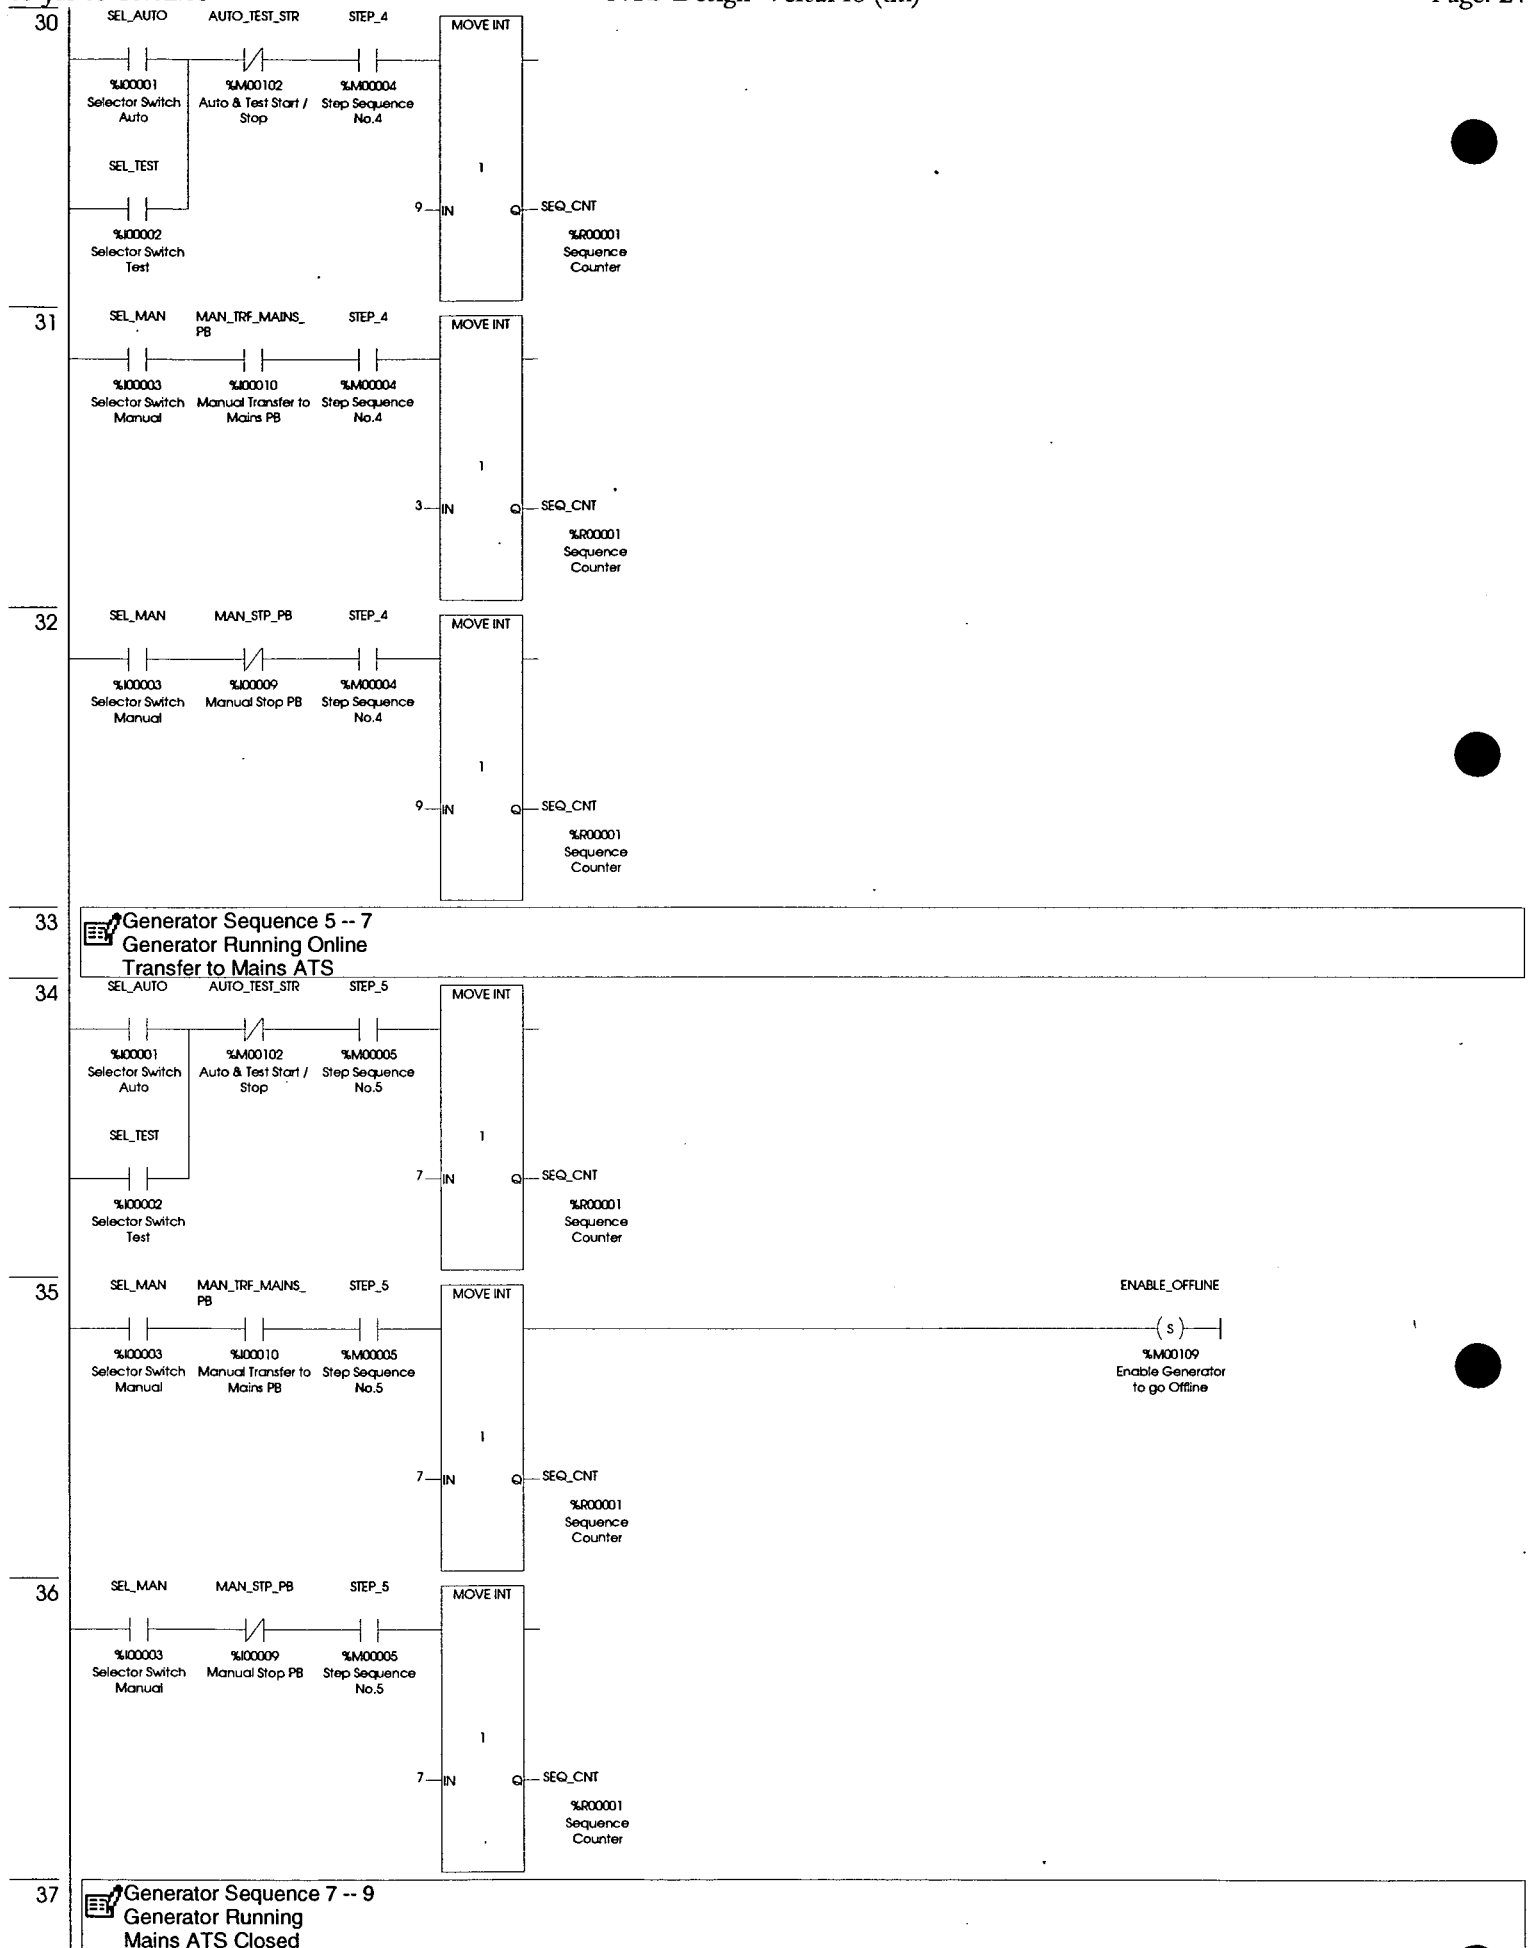 30
SEL_AUTO AUTO_TEST_STR STEP_4
MOVE INT
%I00001 %M00102 %M00004
Selector Switch Auto & Test Start / Step Sequence
Auto Stop No.4
SEL_TEST
1
9 IN Q SEQ_CNT
%I00002 %R00001
Selector Switch Sequence
Test Counter
31
SEL_MAN MAN_TRF_MAINS_ STEP_4
PB
MOVE INT
%I00003 %I00010 %M00004
Selector Switch Manual Transfer to Step Sequence
Manual Mains PB No.4
1
3 IN Q SEQ_CNT
%R00001
Sequence
Counter
32
SEL_MAN MAN_STP_PB STEP_4
MOVE INT
%I00003 %I00009 %M00004
Selector Switch Manual Stop PB Step Sequence
Manual No.4
1
9 IN Q SEQ_CNT
%R00001
Sequence
Counter
33
Generator Sequence 5 -- 7
Generator Running Online
Transfer to Mains ATS
34
SEL_AUTO AUTO_TEST_STR STEP_5
MOVE INT
%I00001 %M00102 %M00005
Selector Switch Auto & Test Start / Step Sequence
Auto Stop No.5
SEL_TEST
1
7 IN Q SEQ_CNT
%I00002 %R00001
Selector Switch Sequence
Test Counter
35
SEL_MAN MAN_TRF_MAINS_ STEP_5 ENABLE_OFFLINE
PB
MOVE INT
S
%I00003 %I00010 %M00005 %M00109
Selector Switch Manual Transfer to Step Sequence Enable Generator
Manual Mains PB No.5 to go Offline
1
7 IN Q SEQ_CNT
%R00001
Sequence
Counter
36
SEL_MAN MAN_STP_PB STEP_5
MOVE INT
%I00003 %I00009 %M00005
Selector Switch Manual Stop PB Step Sequence
Manual No.5
1
7 IN Q SEQ_CNT
%R00001
Sequence
Counter
37
Generator Sequence 7 -- 9
Generator Running
Mains ATS Closed